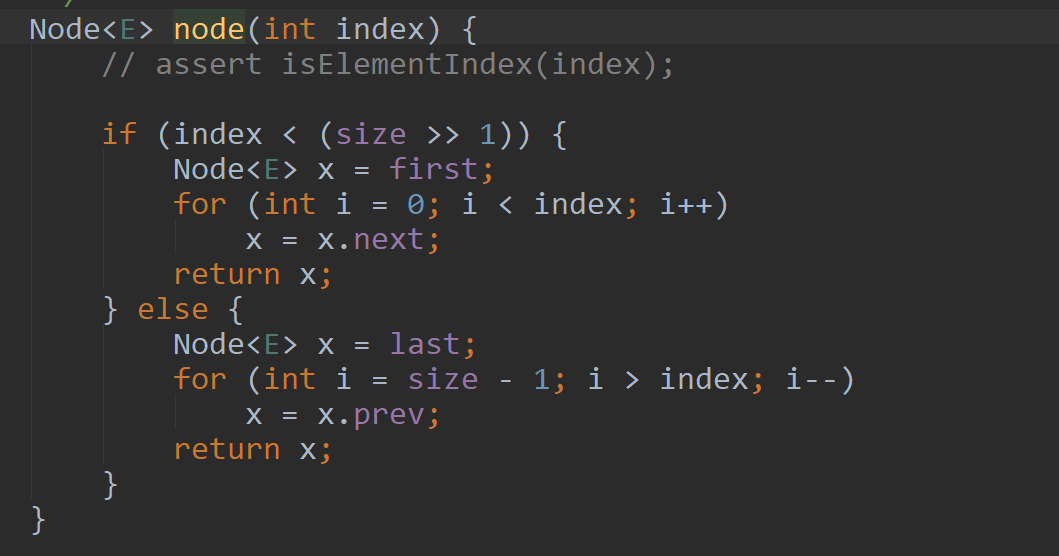 Node<E> node(int index) {
    // assert isElementIndex(index);

    if (index < (size >> 1)) {
        Node<E> x = first;
        for (int i = 0; i < index; i++)
            x = x.next;
        return x;
    } else {
        Node<E> x = last;
        for (int i = size - 1; i > index; i--)
            x = x.prev;
        return x;
    }
}